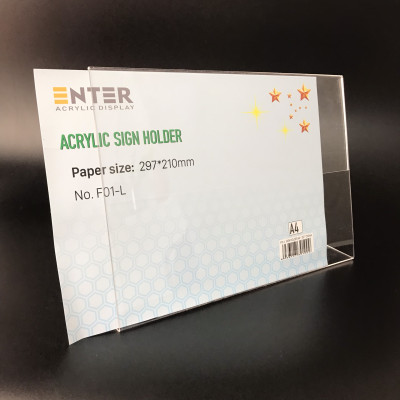 ENTER
ACRYLIC DISPLAY
ACRYLIC SIGN HOLDER
Paper size: 297*210mm
No. F01-L
A4